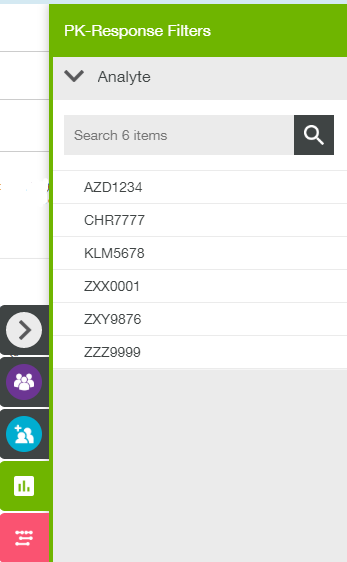 PK-Response Filters
Analyte
Search 6 items
AZD1234
CHR7777
KLM5678
ZXX0001
ZXY9876
ZZZ9999